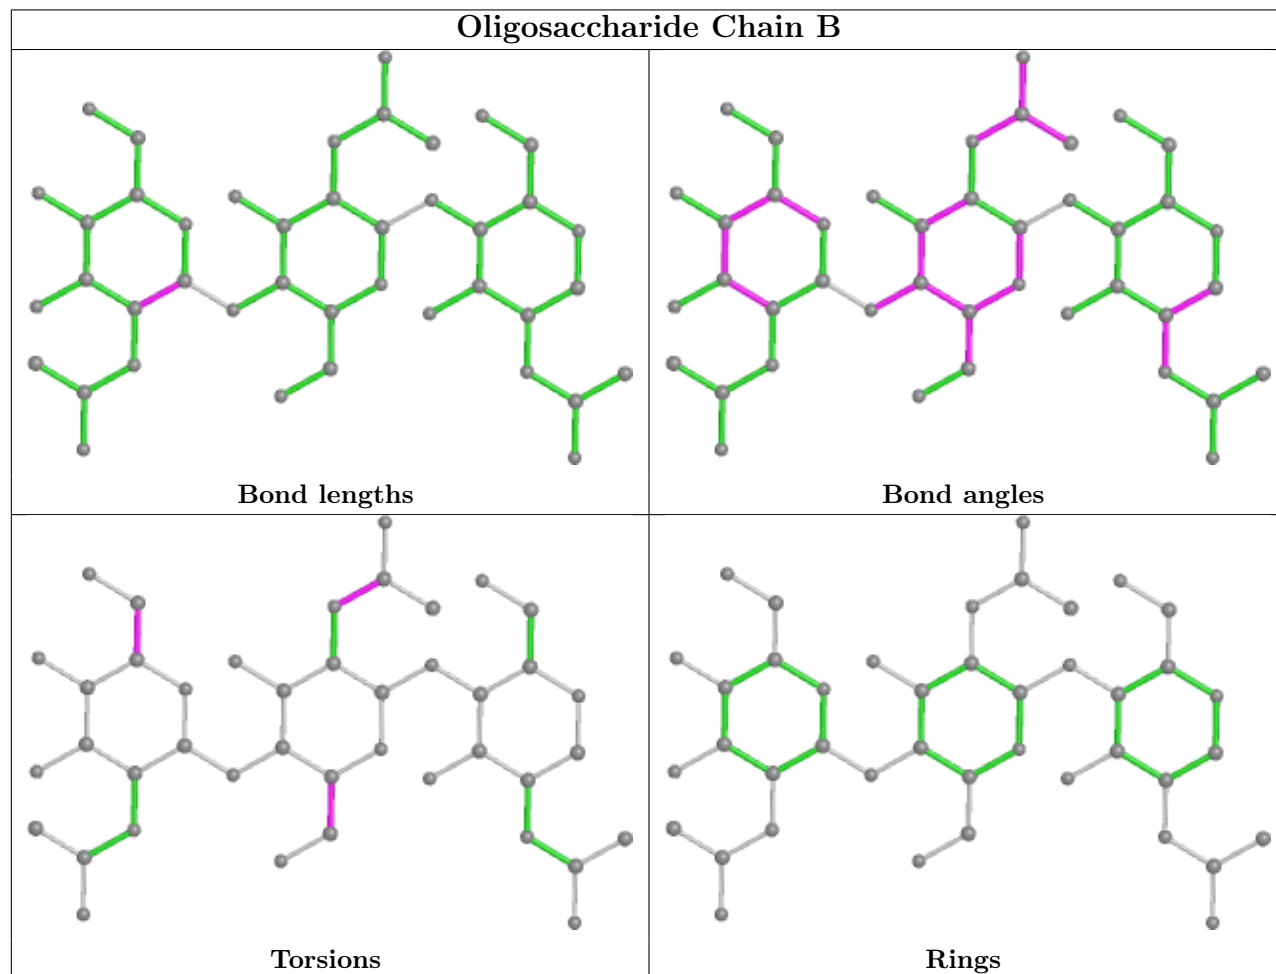 Oligosaccharide Chain B
Bond lengths
Bond angles
Torsions
Rings